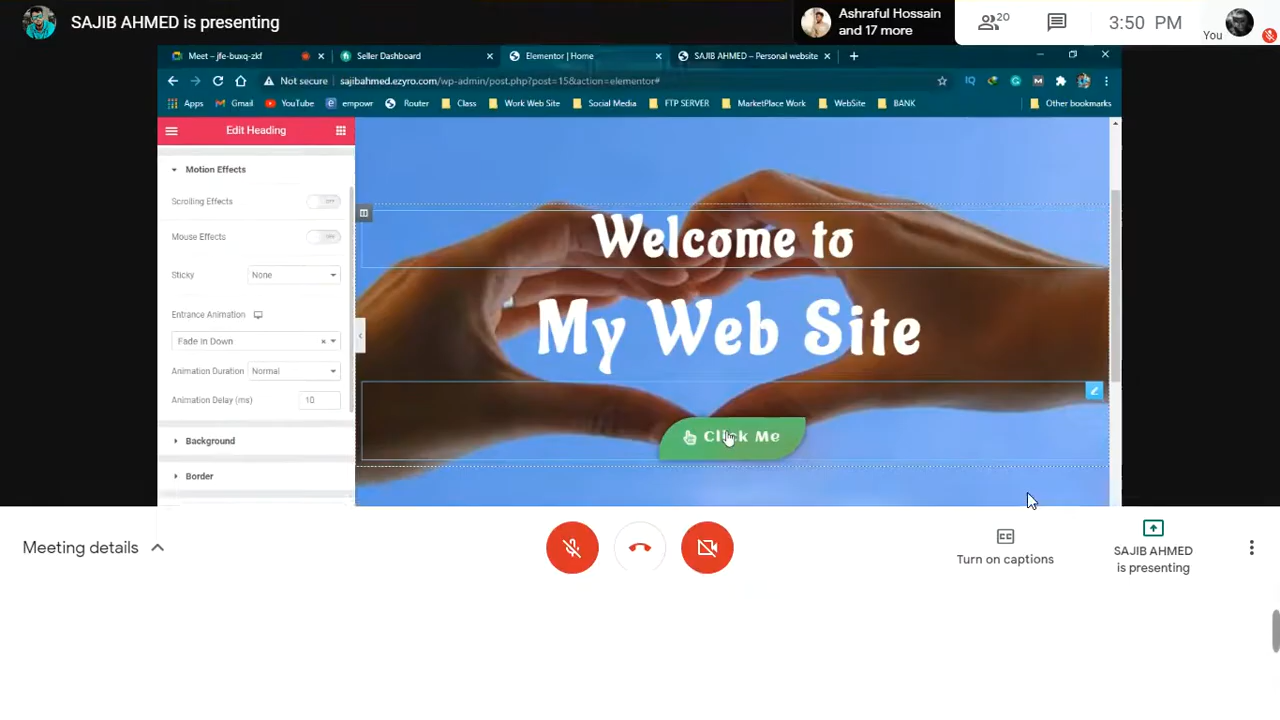 SAJIB AHMED is presenting
Ashraful Hossain
and 17 more
20
3:50 PM
You
Meet – jfe-buxq-zkf
Seller Dashboard
Elementor | Home
SAJIB AHMED – Personal website
Not secure | sajibahmed.ezyro.com/wp-admin/post.php?post=15&action=elementor#
Apps
Gmail
YouTube
empowr
Router
Class
Work Web Site
Social Media
FTP SERVER
MarketPlace Work
WebSite
BANK
Other bookmarks
Edit Heading
Motion Effects
Scrolling Effects
OFF
Mouse Effects
OFF
Sticky
None
Entrance Animation
Fade In Down
Animation Duration
Normal
Animation Delay (ms)
10
Background
Border
Welcome to
My Web Site
Click Me
Meeting details
Turn on captions
SAJIB AHMED
is presenting